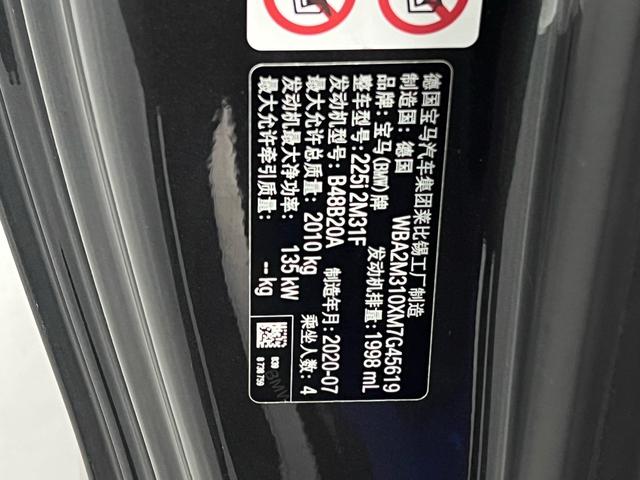 德国宝马汽车集团莱比锡工厂制造
制造国：德国 WBA2M310XM7G45619
品牌：宝马(BMW)牌 发动机排量：1998 mL
整车型号：225i 2M31F
发动机型号：B48B20A 制造年月：2020-07
最大允许总质量：2010 kg 乘坐人数：4
发动机最大净功率：135 kW
最大允许牵引质量：-- kg
BMW